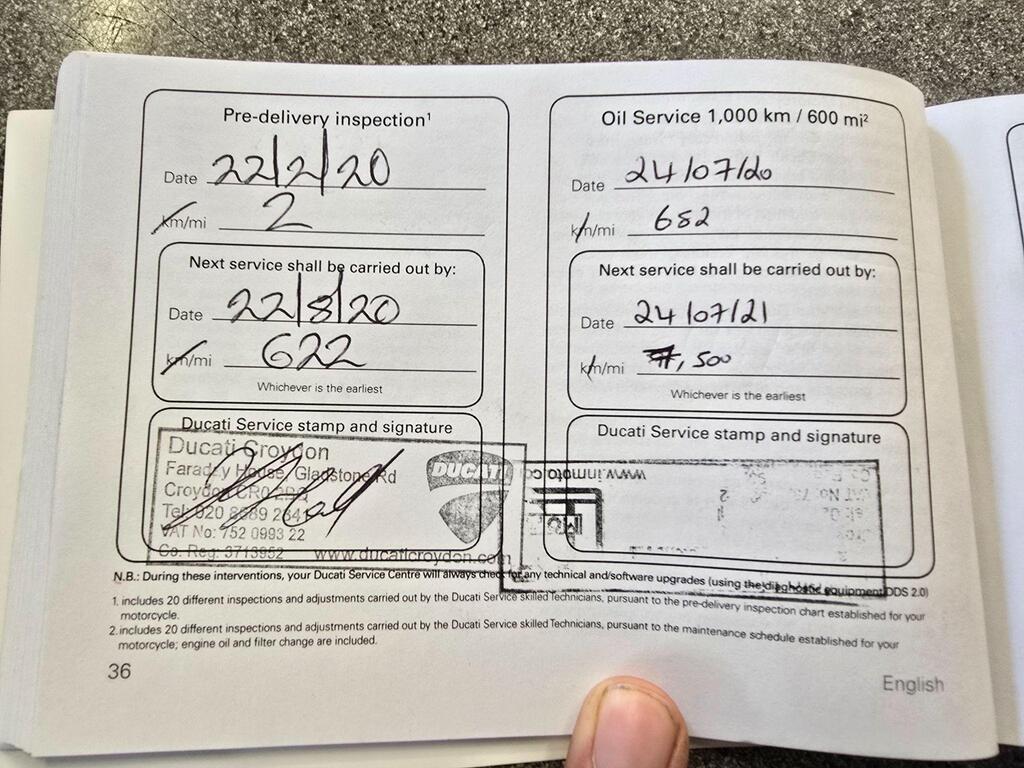 Pre-delivery inspection¹
Date 22/2/20
km/mi 2
Next service shall be carried out by:
Date 22/8/20
km/mi 622
Whichever is the earliest
Ducati Service stamp and signature
Ducati Croydon
Faraday House, Gladstone Rd
Croydon CR0
Tel: 020 8689
VAT No: 752 0993 22
Co. Reg: 3713952 www.ducaticroydon.com
DUCATI
Oil Service 1,000 km / 600 mi²
Date 24/07/20
km/mi 682
Next service shall be carried out by:
Date 24/07/21
km/mi , 500
Whichever is the earliest
Ducati Service stamp and signature
www.inmoto.co
N.B.: During these interventions, your Ducati Service Centre will always check for any technical and/software upgrades (using the diagnostic equipment DDS 2.0)
1. includes 20 different inspections and adjustments carried out by the Ducati Service skilled Technicians, pursuant to the pre-delivery inspection chart established for your
motorcycle.
2. includes 20 different inspections and adjustments carried out by the Ducati Service skilled Technicians, pursuant to the maintenance schedule established for your
motorcycle; engine oil and filter change are included.
36
English